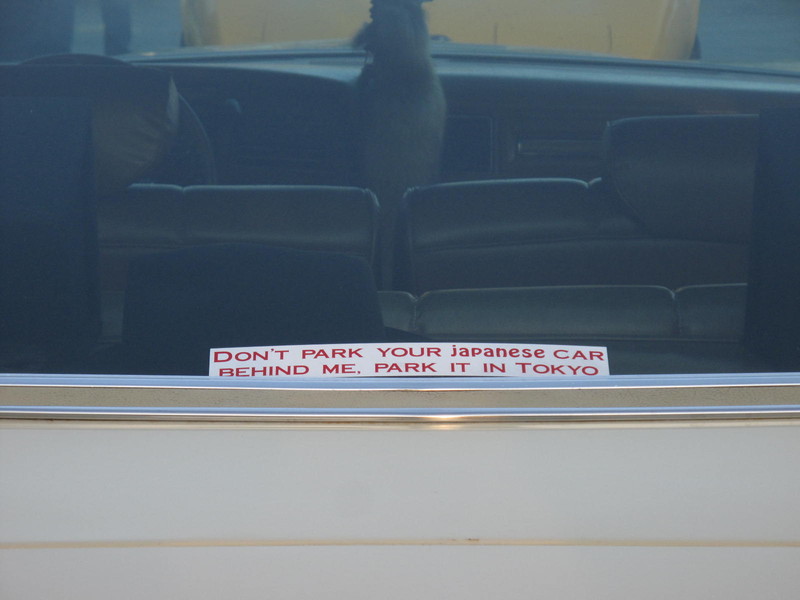 DON'T PARK YOUR japanese CAR
BEHIND ME, PARK IT IN TOKYO